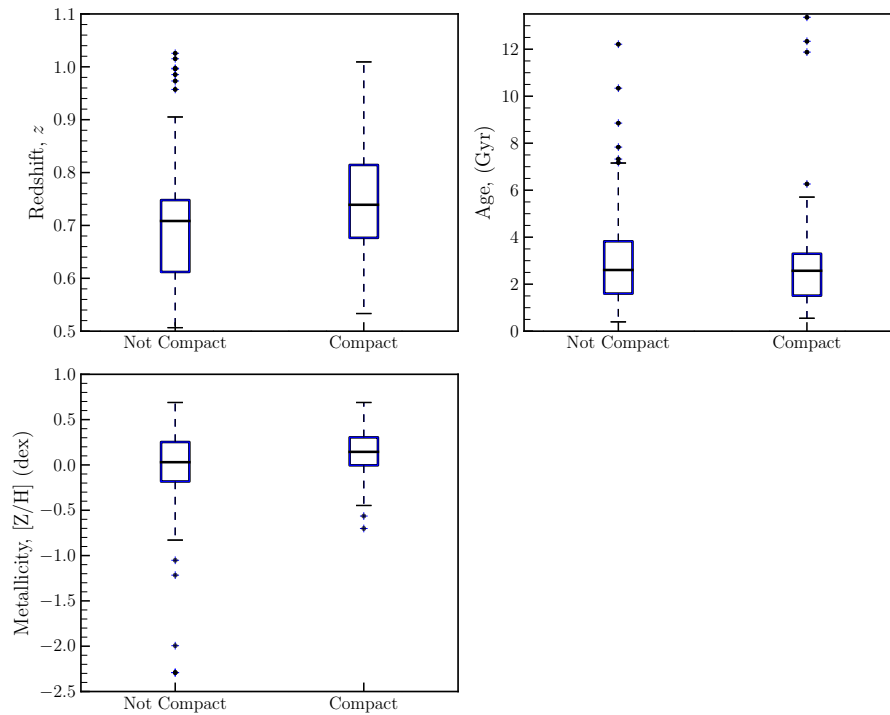 1.1
1.0
0.9
0.8
0.7
0.6
0.5
Redshift, z
Not Compact
Compact
12
10
8
6
4
2
0
Age, (Gyr)
Not Compact
Compact
1.0
0.5
0.0
−0.5
−1.0
−1.5
−2.0
−2.5
Metallicity, [Z/H] (dex)
Not Compact
Compact